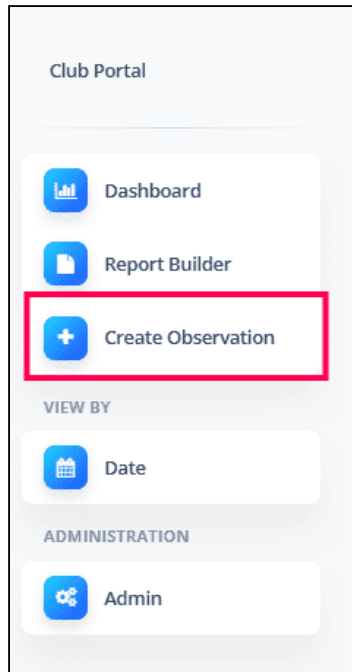 Club Portal
Dashboard
Report Builder
Create Observation
VIEW BY
Date
ADMINISTRATION
Admin